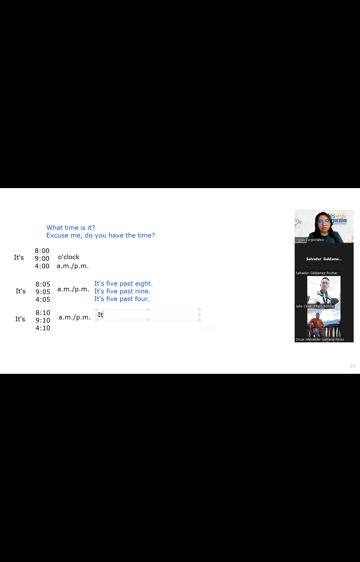 What time is it?
Excuse me, do you have the time?
8:00
It's 9:00 o'clock
4:00 a.m./p.m.
8:05 It's five past eight.
It's 9:05 a.m./p.m. It's five past nine.
4:05 It's five past four.
8:10 It
It's 9:10 a.m./p.m.
4:10
Salvador Galdame...